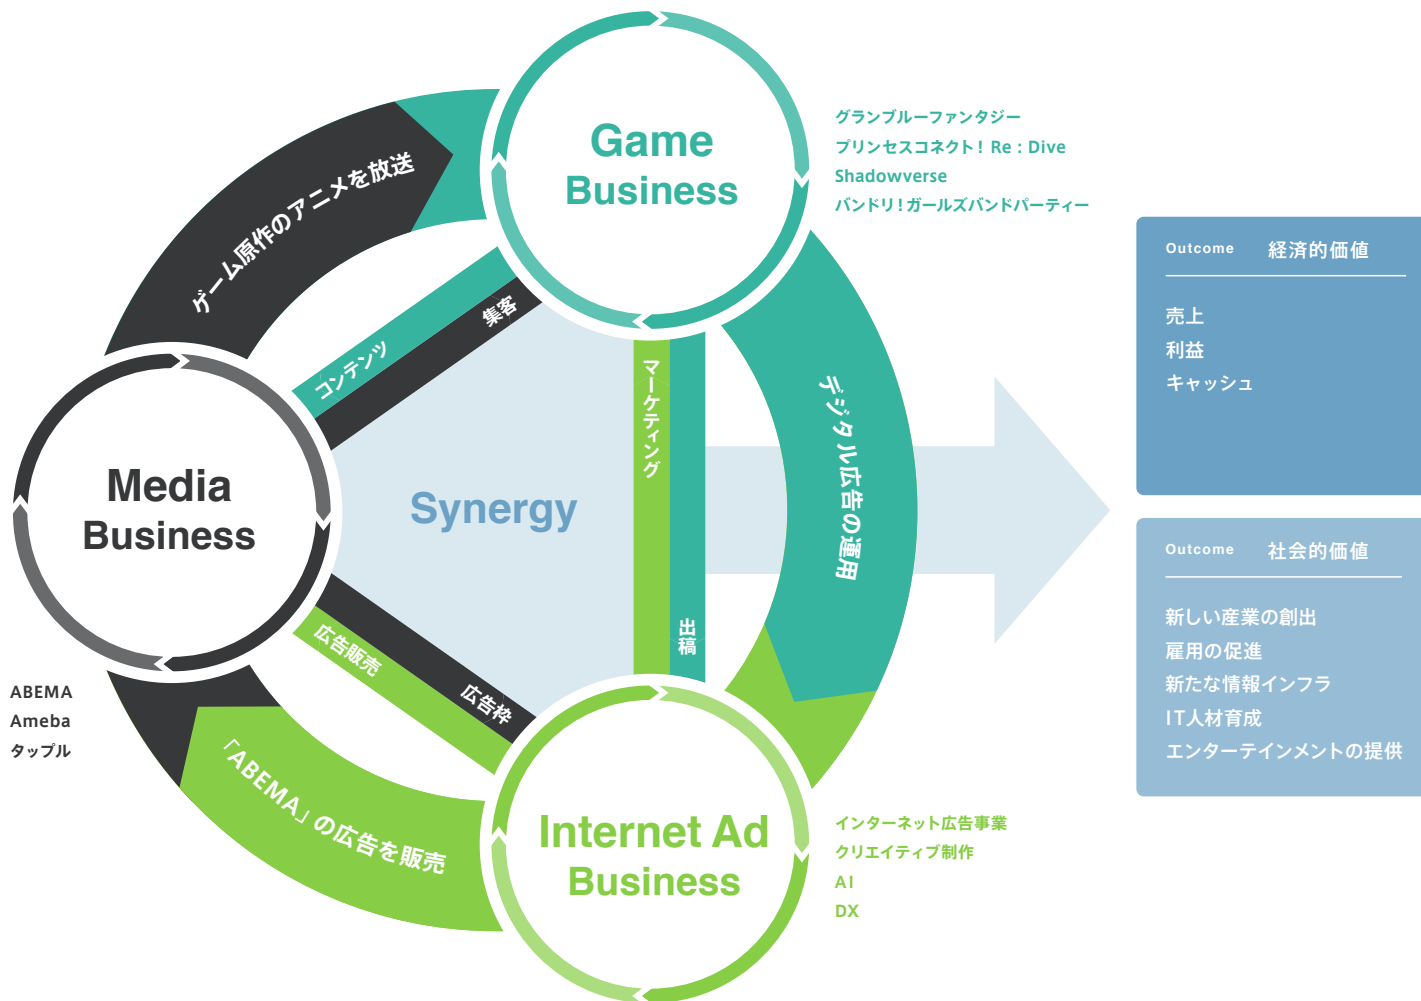 Game
Business
グランブルーファンタジー
プリンセスコネクト！Re：Dive
Shadowverse
バンドリ！ガールズバンドパーティー
ゲーム原作のアニメを放送
コンテンツ
集客
マーケティング
出稿
デジタル広告の運用
Media
Business
ABEMA
Ameba
タップル
Synergy
広告販売
広告枠
「ABEMA」の広告を販売
Internet Ad
Business
インターネット広告事業
クリエイティブ制作
AI
DX
Outcome 経済的価値
売上
利益
キャッシュ
Outcome 社会的価値
新しい産業の創出
雇用の促進
新たな情報インフラ
IT人材育成
エンターテインメントの提供